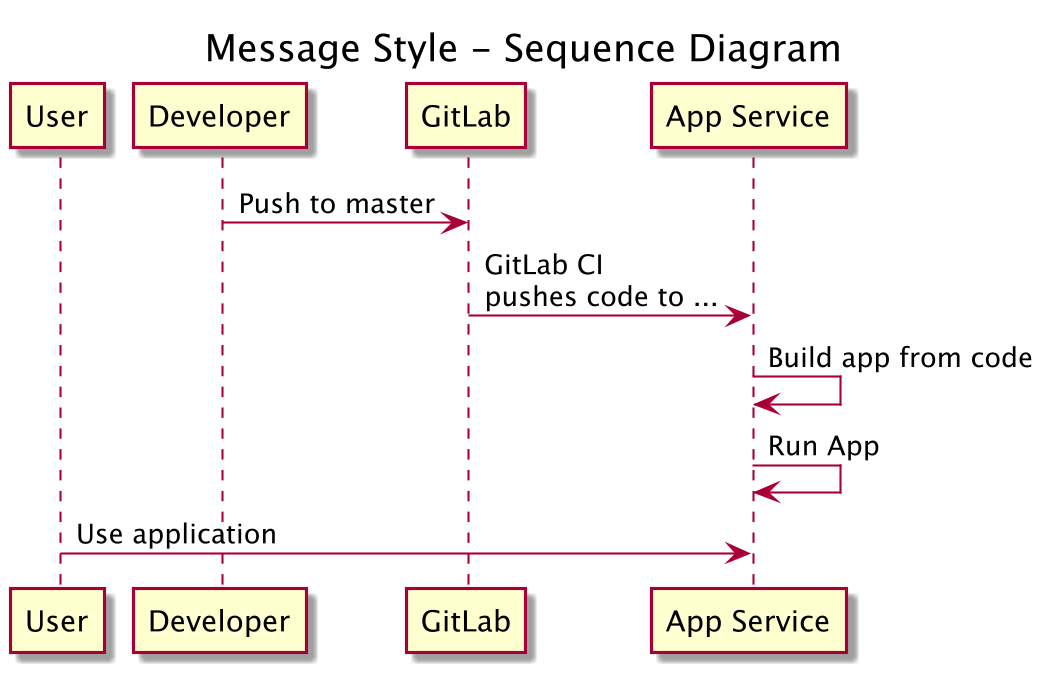 Message Style - Sequence Diagram
User
Developer
GitLab
App Service
Push to master
GitLab CI
pushes code to ...
Build app from code
Run App
Use application
User
Developer
GitLab
App Service